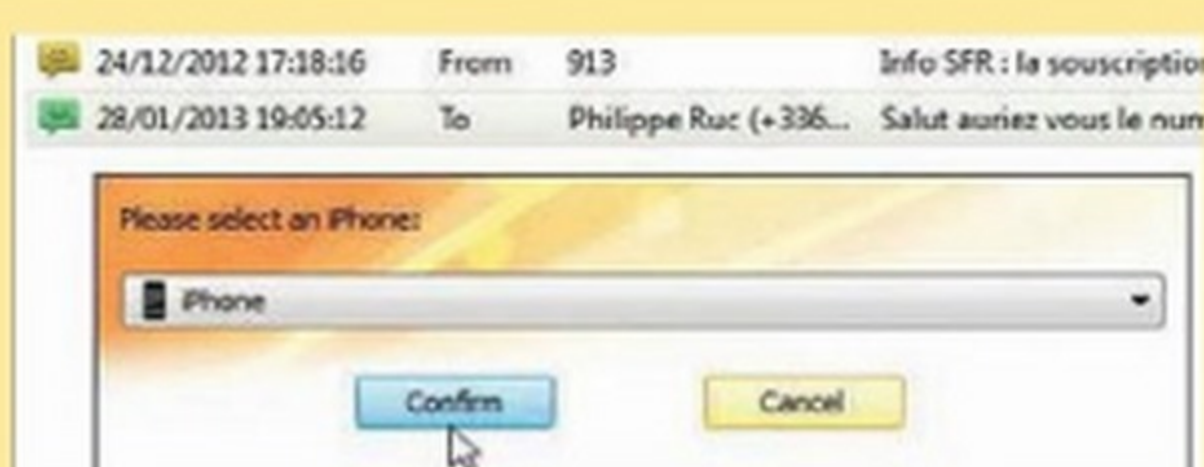 24/12/2012 17:18:16 From 913 Info SFR : la souscriptio
28/01/2013 19:05:12 To Philippe Ruc (+336... Salut auriez vous le num
Please select an iPhone:
iPhone
Confirm Cancel